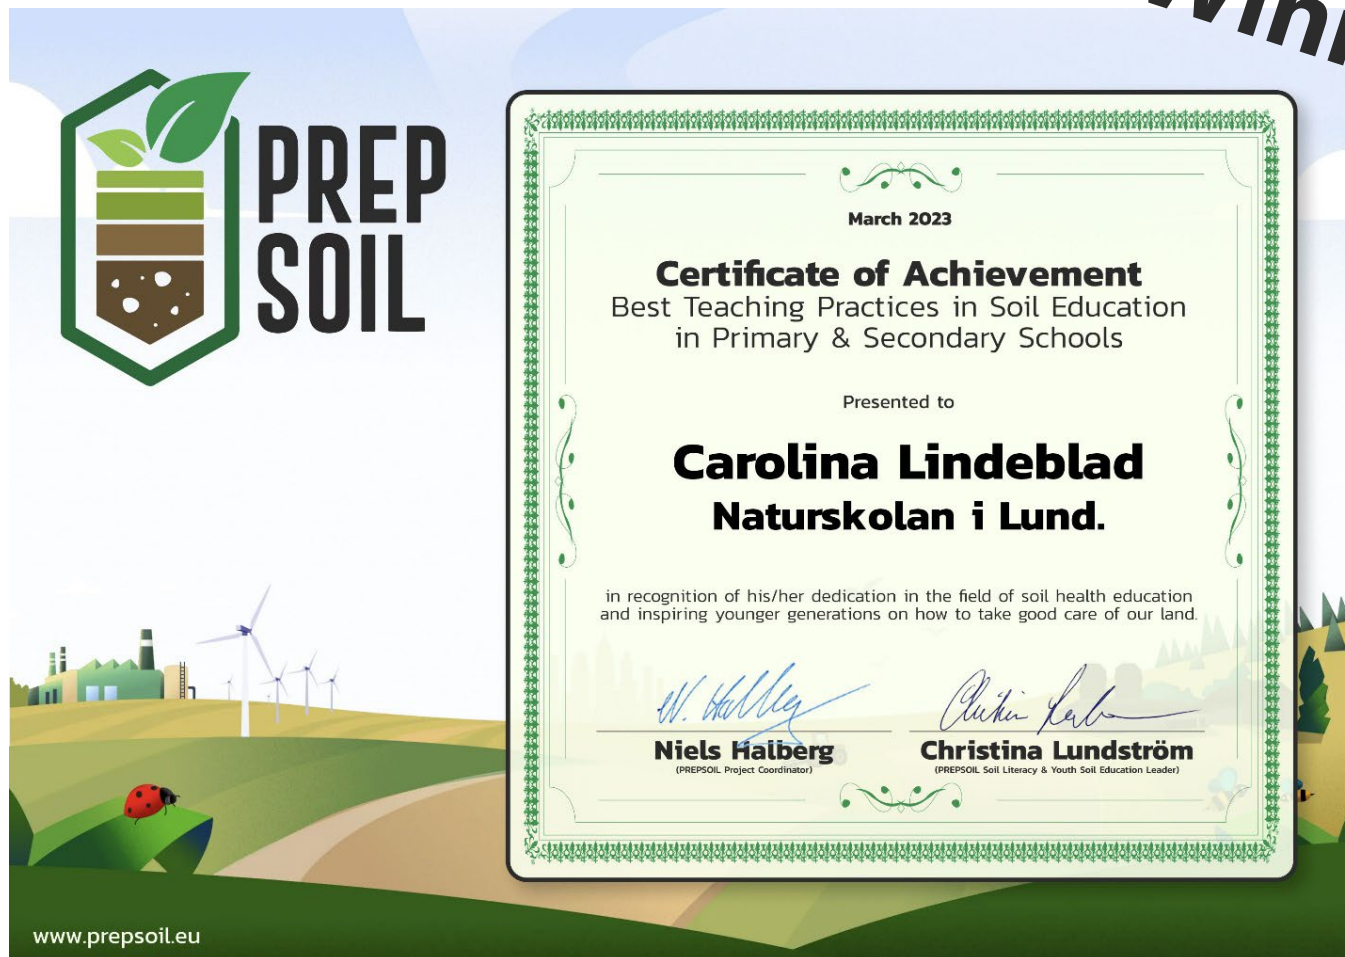 PREP
SOIL
March 2023
Certificate of Achievement
Best Teaching Practices in Soil Education
in Primary & Secondary Schools
Presented to
Carolina Lindeblad
Naturskolan i Lund.
in recognition of his/her dedication in the field of soil health education
and inspiring younger generations on how to take good care of our land.
Niels Halberg
(PREPSOIL Project Coordinator)
Christina Lundström
(PREPSOIL Soil Literacy & Youth Soil Education Leader)
www.prepsoil.eu